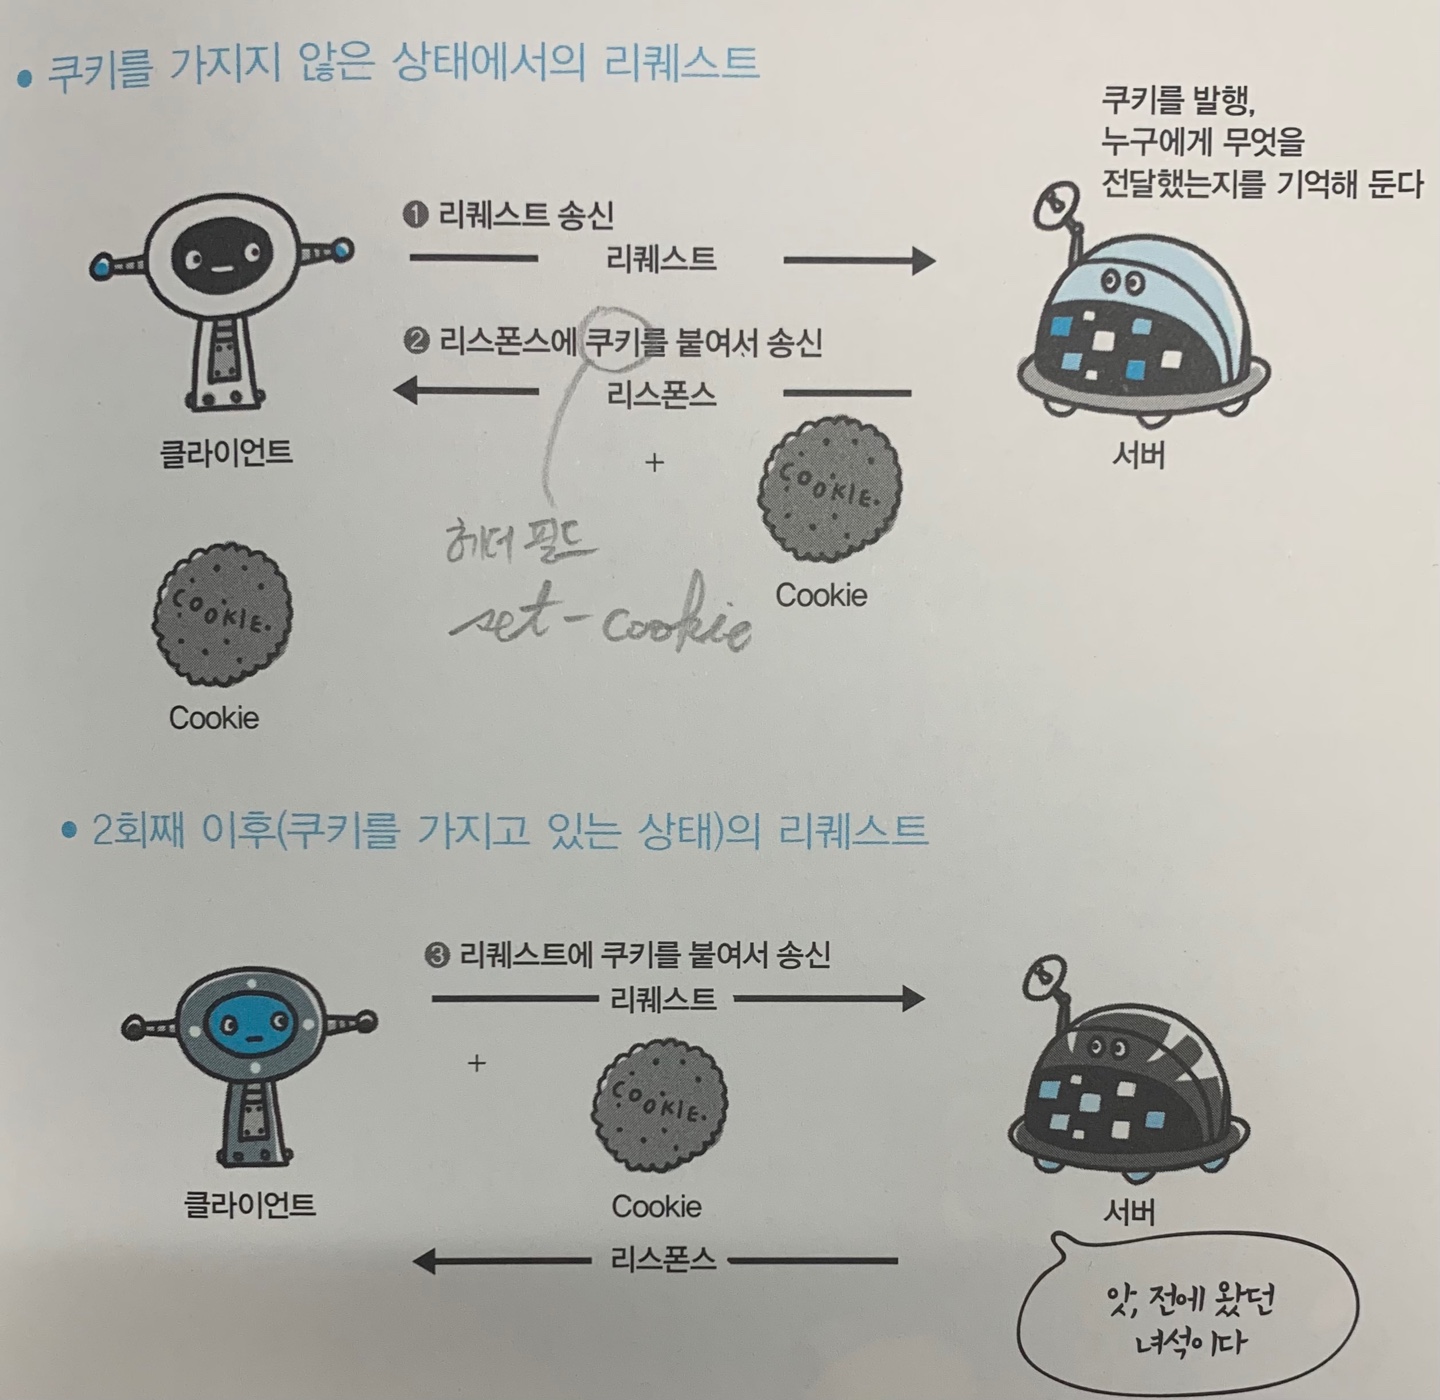 • 쿠키를 가지지 않은 상태에서의 리퀘스트
쿠키를 발행,
누구에게 무엇을
전달했는지를 기억해 둔다
❶ 리퀘스트 송신
리퀘스트
❷ 리스폰스에 쿠키를 붙여서 송신
리스폰스
클라이언트
+
COOKIE.
서버
헤더 필드
set-cookie
Cookie
COOKIE.
Cookie
• 2회째 이후(쿠키를 가지고 있는 상태)의 리퀘스트
❸ 리퀘스트에 쿠키를 붙여서 송신
리퀘스트
+
COOKIE.
클라이언트
Cookie
서버
리스폰스
앗, 전에 왔던
녀석이다